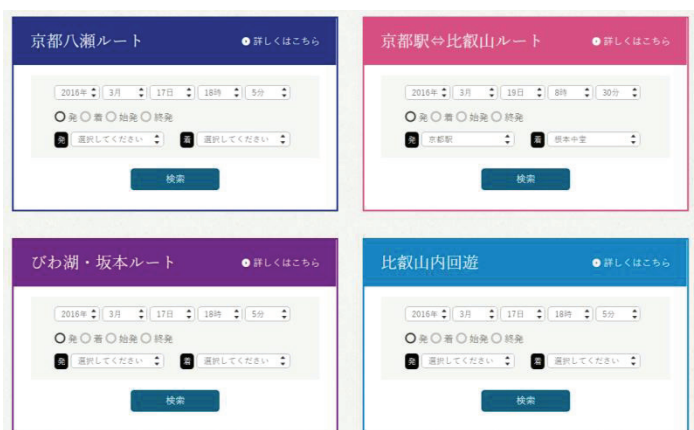 京都八瀬ルート
詳しくはこちら
2016年 3月 17日 18時 5分
発 着 始発 終発
発 選択してください 着 選択してください
検索
京都駅⇔比叡山ルート
詳しくはこちら
2016年 3月 19日 8時 30分
発 着 始発 終発
発 京都駅 着 根本中堂
検索
びわ湖・坂本ルート
詳しくはこちら
2016年 3月 17日 18時 5分
発 着 始発 終発
発 選択してください 着 選択してください
検索
比叡山内回遊
詳しくはこちら
2016年 3月 17日 18時 5分
発 着 始発 終発
発 選択してください 着 選択してください
検索